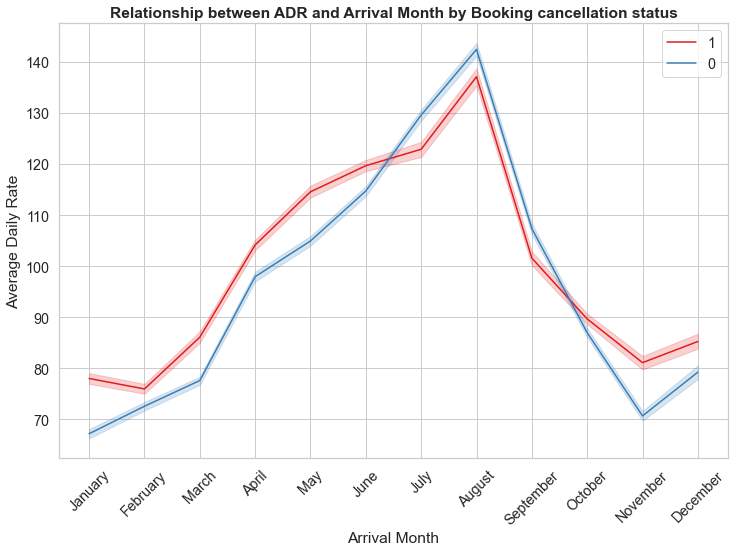 Relationship between ADR and Arrival Month by Booking cancellation status
1
0
Average Daily Rate
140
130
120
110
100
90
80
70
January
February
March
April
May
June
July
August
September
October
November
December
Arrival Month